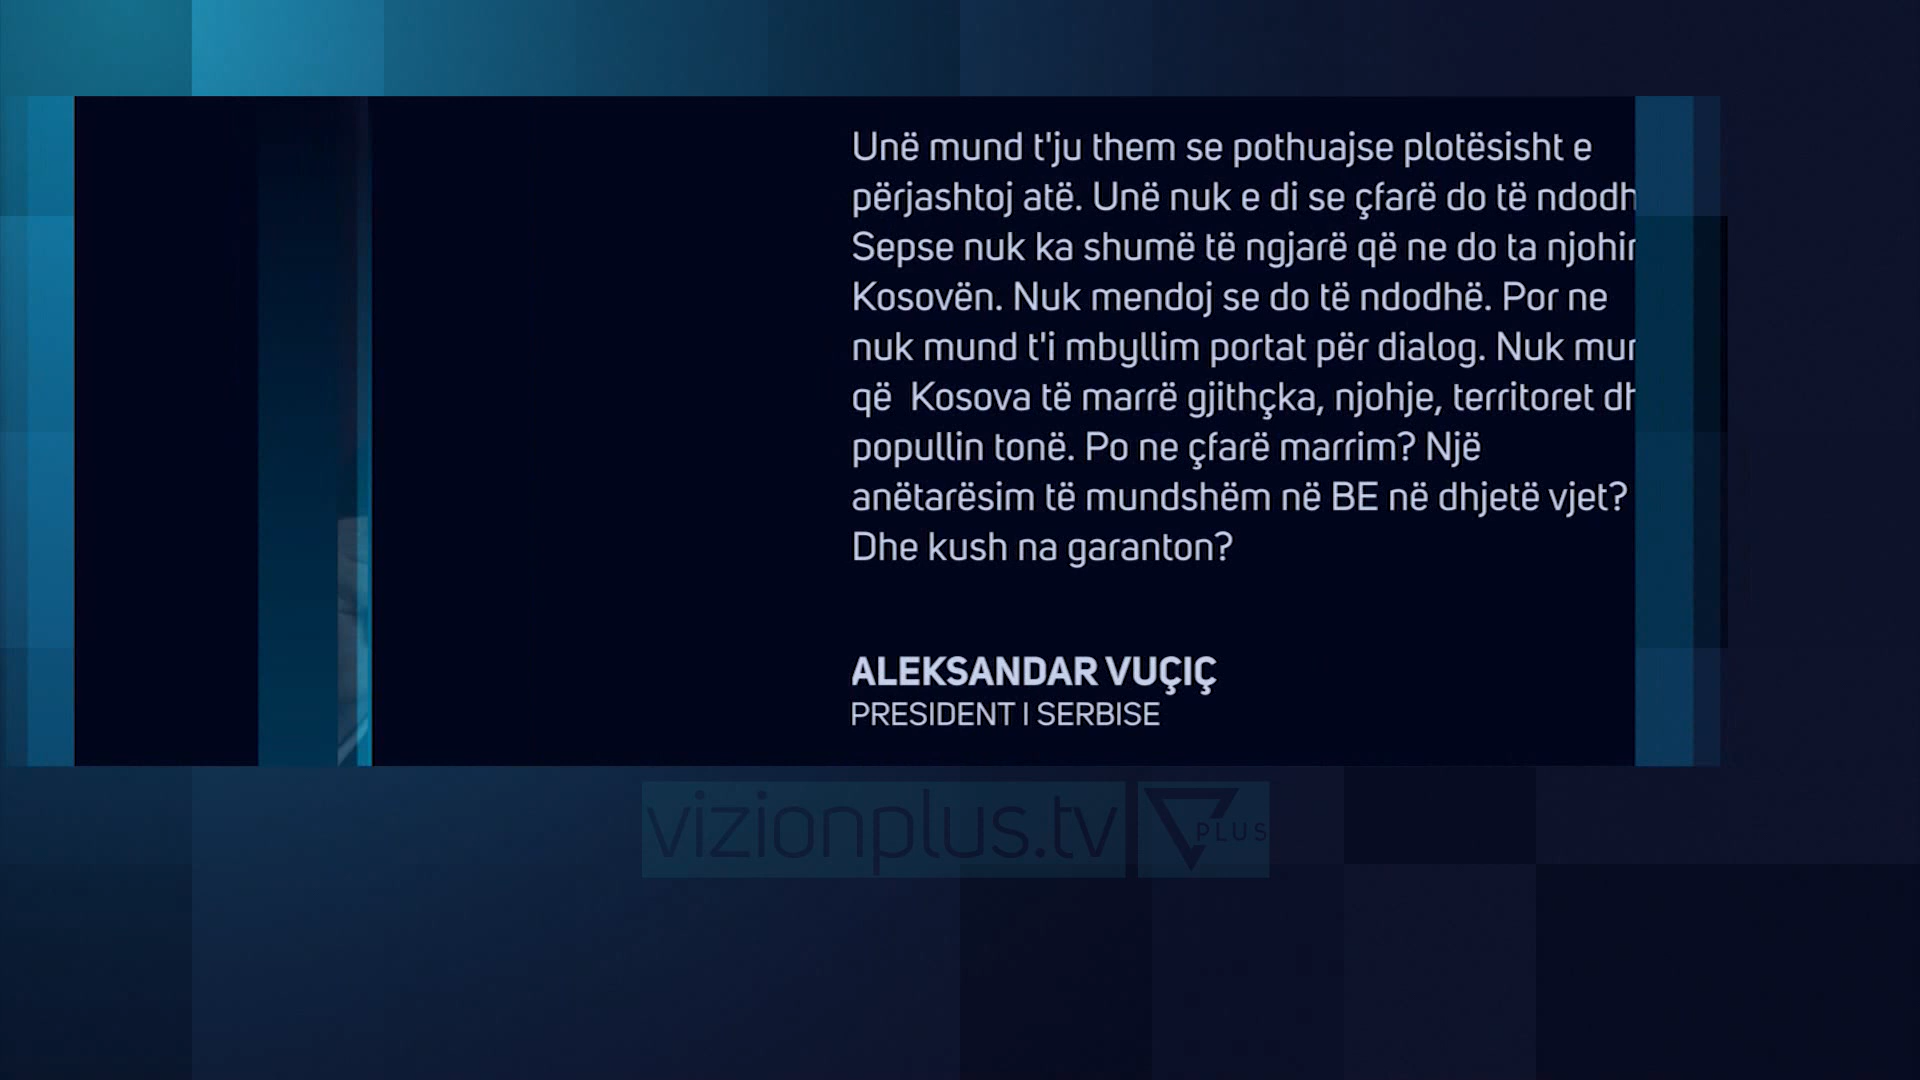 Unë mund t'ju them se pothuajse plotësisht e
përjashtoj atë. Unë nuk e di se çfarë do të ndodh
Sepse nuk ka shumë të ngjarë që ne do ta
Kosovën. Nuk mendoj se do të ndodhë. Por ne
nuk mund t'i mbyllim portat për dialog. Nuk
që Kosova të marrë gjithçka, njohje, territoret
popullin tonë. Po ne çfarë marrim? Një
anëtarësim të mundshëm në BE në dhjetë vjet?
Dhe kush na garanton?
ALEKSANDAR VUÇIÇ
PRESIDENT I SERBISE
vizionplus.tv PLUS